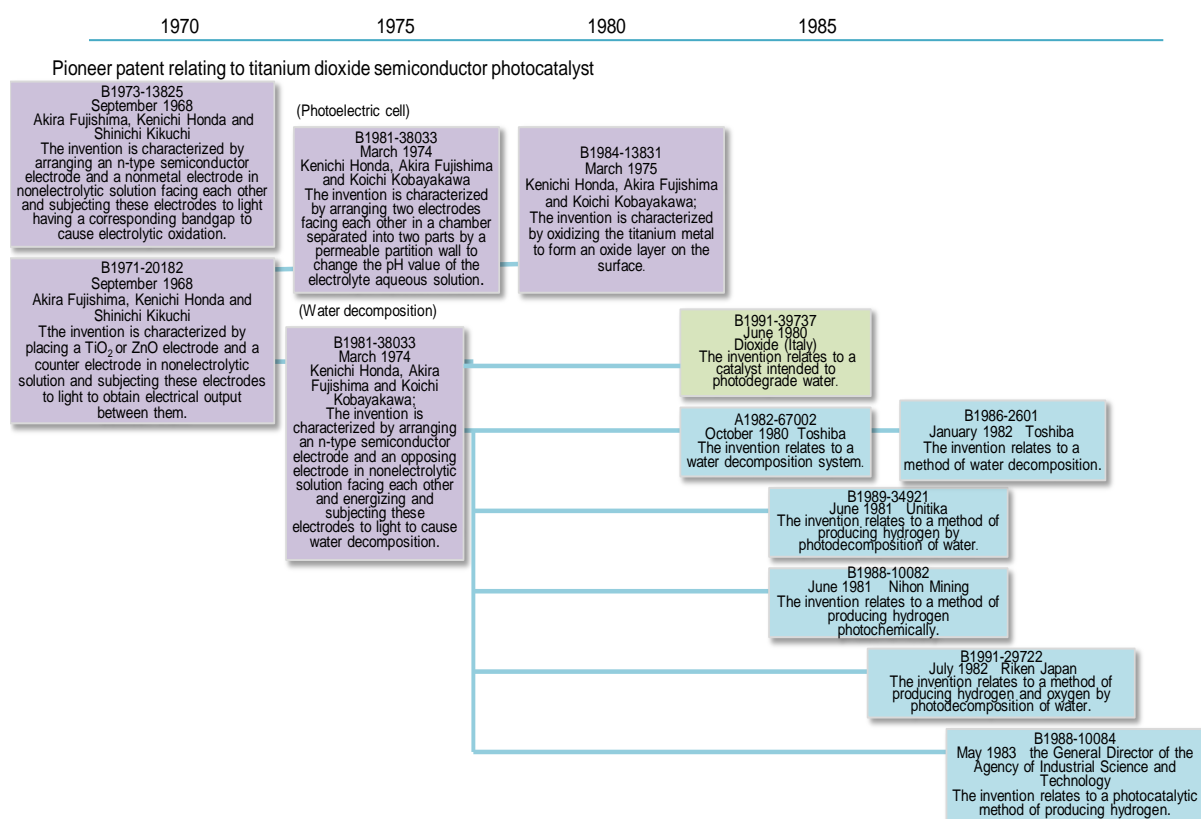 1970 1975 1980 1985
Pioneer patent relating to titanium dioxide semiconductor photocatalyst
B1973-13825
September 1968
Akira Fujishima, Kenichi Honda and
Shinichi Kikuchi
The invention is characterized by
arranging an n-type semiconductor
electrode and a nonmetal electrode in
nonelectrolytic solution facing each other
and subjecting these electrodes to light
having a corresponding bandgap to
cause electrolytic oxidation.
B1971-20182
September 1968
Akira Fujishima, Kenichi Honda and
Shinichi Kikuchi
Tthe invention is characterized by
placing a TiO2 or ZnO electrode and a
counter electrode in nonelectrolytic
solution and subjecting these electrodes
to light to obtain electrical output
between them.
(Photoelectric cell)
B1981-38033
March 1974
Kenichi Honda, Akira Fujishima
and Koichi Kobayakawa
The invention is characterized
by arranging two electrodes
facing each other in a chamber
separated into two parts by a
permeable partition wall to
change the pH value of the
electrolyte aqueous solution.
B1984-13831
March 1975
Kenichi Honda, Akira Fujishima
and Koichi Kobayakawa;
The invention is characterized
by oxidizing the titanium metal
to form an oxide layer on the
surface.
(Water decomposition)
B1981-38033
March 1974
Kenichi Honda, Akira
Fujishima and Koichi
Kobayakawa;
The invention is
characterized by arranging
an n-type semiconductor
electrode and an opposing
electrode in nonelectrolytic
solution facing each other
and energizing and
subjecting these
electrodes to light to cause
water decomposition.
B1991-39737
June 1980
Dioxide (Italy)
The invention relates to a
catalyst intended to
photodegrade water.
A1982-67002
October 1980 Toshiba
The invention relates to a
water decomposition system.
B1986-2601
January 1982 Toshiba
The invention relates to a
method of water decomposition.
B1989-34921
June 1981 Unitika
The invention relates to a method of
producing hydrogen by
photodecomposition of water.
B1988-10082
June 1981 Nihon Mining
The invention relates to a method of
producing hydrogen
photochemically.
B1991-29722
July 1982 Riken Japan
The invention relates to a method of
producing hydrogen and oxygen by
photodecomposition of water.
B1988-10084
May 1983 the General Director of the
Agency of Industrial Science and
Technology
The invention relates to a photocatalytic
method of producing hydrogen.